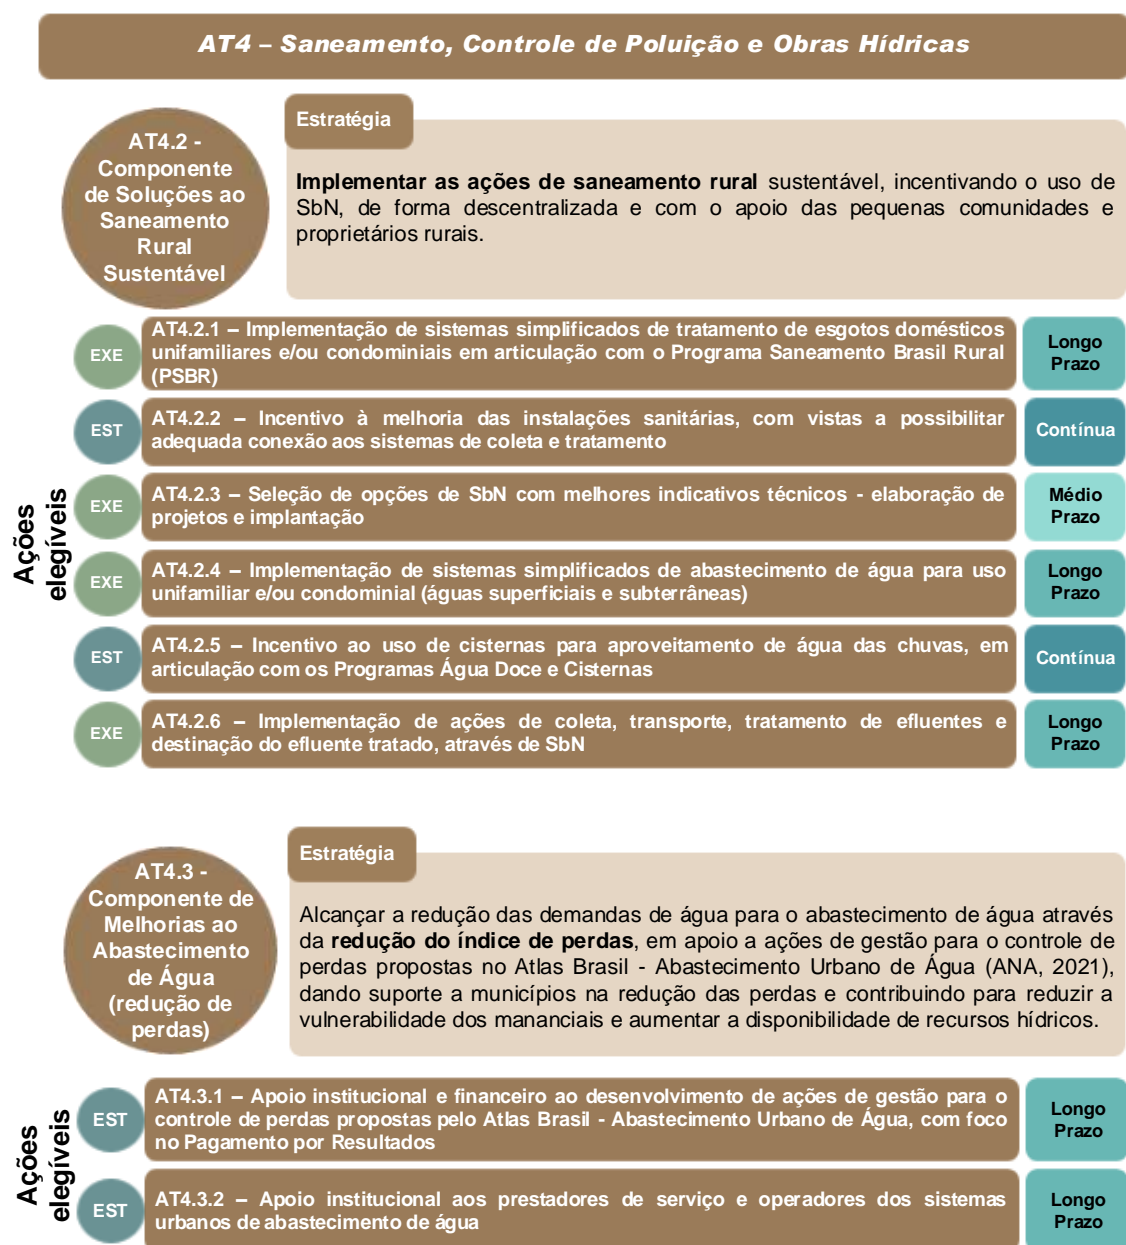 AT4 – Saneamento, Controle de Poluição e Obras Hídricas
AT4.2 -
Componente
de Soluções ao
Saneamento
Rural
Sustentável
Estratégia
Implementar as ações de saneamento rural sustentável, incentivando o uso de
SbN, de forma descentralizada e com o apoio das pequenas comunidades e
proprietários rurais.
Ações
elegíveis
EXE
AT4.2.1 – Implementação de sistemas simplificados de tratamento de esgotos domésticos
unifamiliares e/ou condominiais em articulação com o Programa Saneamento Brasil Rural
(PSBR)
Longo
Prazo
EST
AT4.2.2 – Incentivo à melhoria das instalações sanitárias, com vistas a possibilitar
adequada conexão aos sistemas de coleta e tratamento
Contínua
EXE
AT4.2.3 – Seleção de opções de SbN com melhores indicativos técnicos - elaboração de
projetos e implantação
Médio
Prazo
EXE
AT4.2.4 – Implementação de sistemas simplificados de abastecimento de água para uso
unifamiliar e/ou condominial (águas superficiais e subterrâneas)
Longo
Prazo
EST
AT4.2.5 – Incentivo ao uso de cisternas para aproveitamento de água das chuvas, em
articulação com os Programas Água Doce e Cisternas
Contínua
EXE
AT4.2.6 – Implementação de ações de coleta, transporte, tratamento de efluentes e
destinação do efluente tratado, através de SbN
Longo
Prazo
AT4.3 -
Componente de
Melhorias ao
Abastecimento
de Água
(redução de
perdas)
Estratégia
Alcançar a redução das demandas de água para o abastecimento de água através
da redução do índice de perdas, em apoio a ações de gestão para o controle de
perdas propostas no Atlas Brasil - Abastecimento Urbano de Água (ANA, 2021),
dando suporte a municípios na redução das perdas e contribuindo para reduzir a
vulnerabilidade dos mananciais e aumentar a disponibilidade de recursos hídricos.
Ações
elegíveis
EST
AT4.3.1 – Apoio institucional e financeiro ao desenvolvimento de ações de gestão para o
controle de perdas propostas pelo Atlas Brasil - Abastecimento Urbano de Água, com foco
no Pagamento por Resultados
Longo
Prazo
EST
AT4.3.2 – Apoio institucional aos prestadores de serviço e operadores dos sistemas
urbanos de abastecimento de água
Longo
Prazo